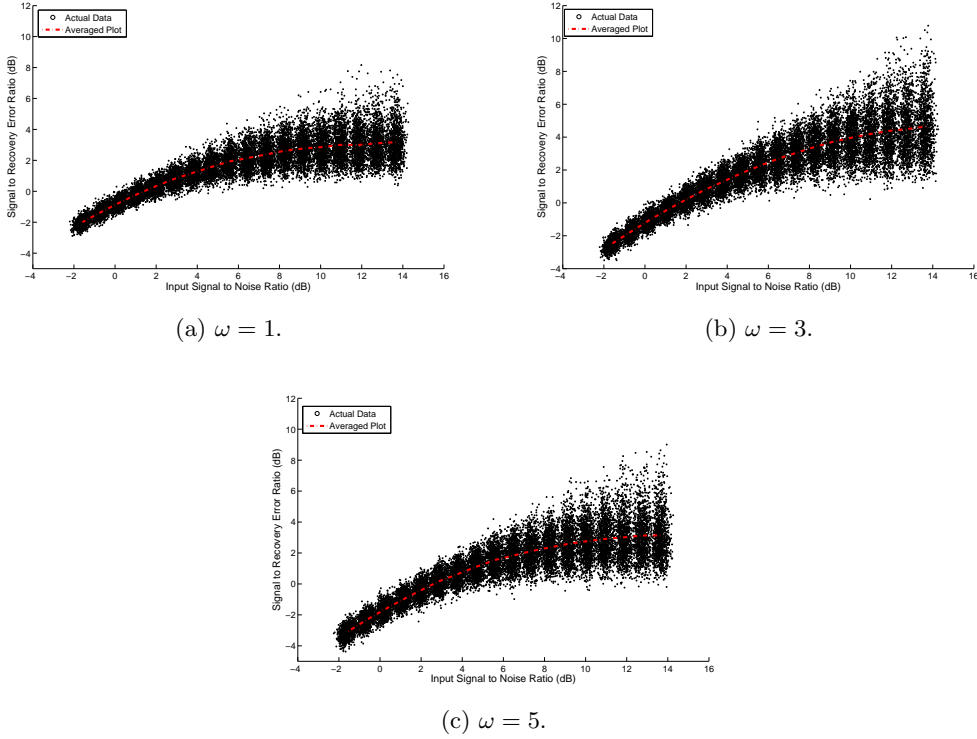 12
10
8
6
4
2
0
−2
−4
−4 −2 0 2 4 6 8 10 12 14 16
Signal to Recovery Error Ratio (dB)
Input Signal to Noise Ratio (dB)
Actual Data
Averaged Plot
(a) ω = 1.
12
10
8
6
4
2
0
−2
−4
−4 −2 0 2 4 6 8 10 12 14 16
Signal to Recovery Error Ratio (dB)
Input Signal to Noise Ratio (dB)
Actual Data
Averaged Plot
(b) ω = 3.
12
10
8
6
4
2
0
−2
−4
−4 −2 0 2 4 6 8 10 12 14 16
Signal to Recovery Error Ratio (dB)
Input Signal to Noise Ratio (dB)
Actual Data
Averaged Plot
(c) ω = 5.